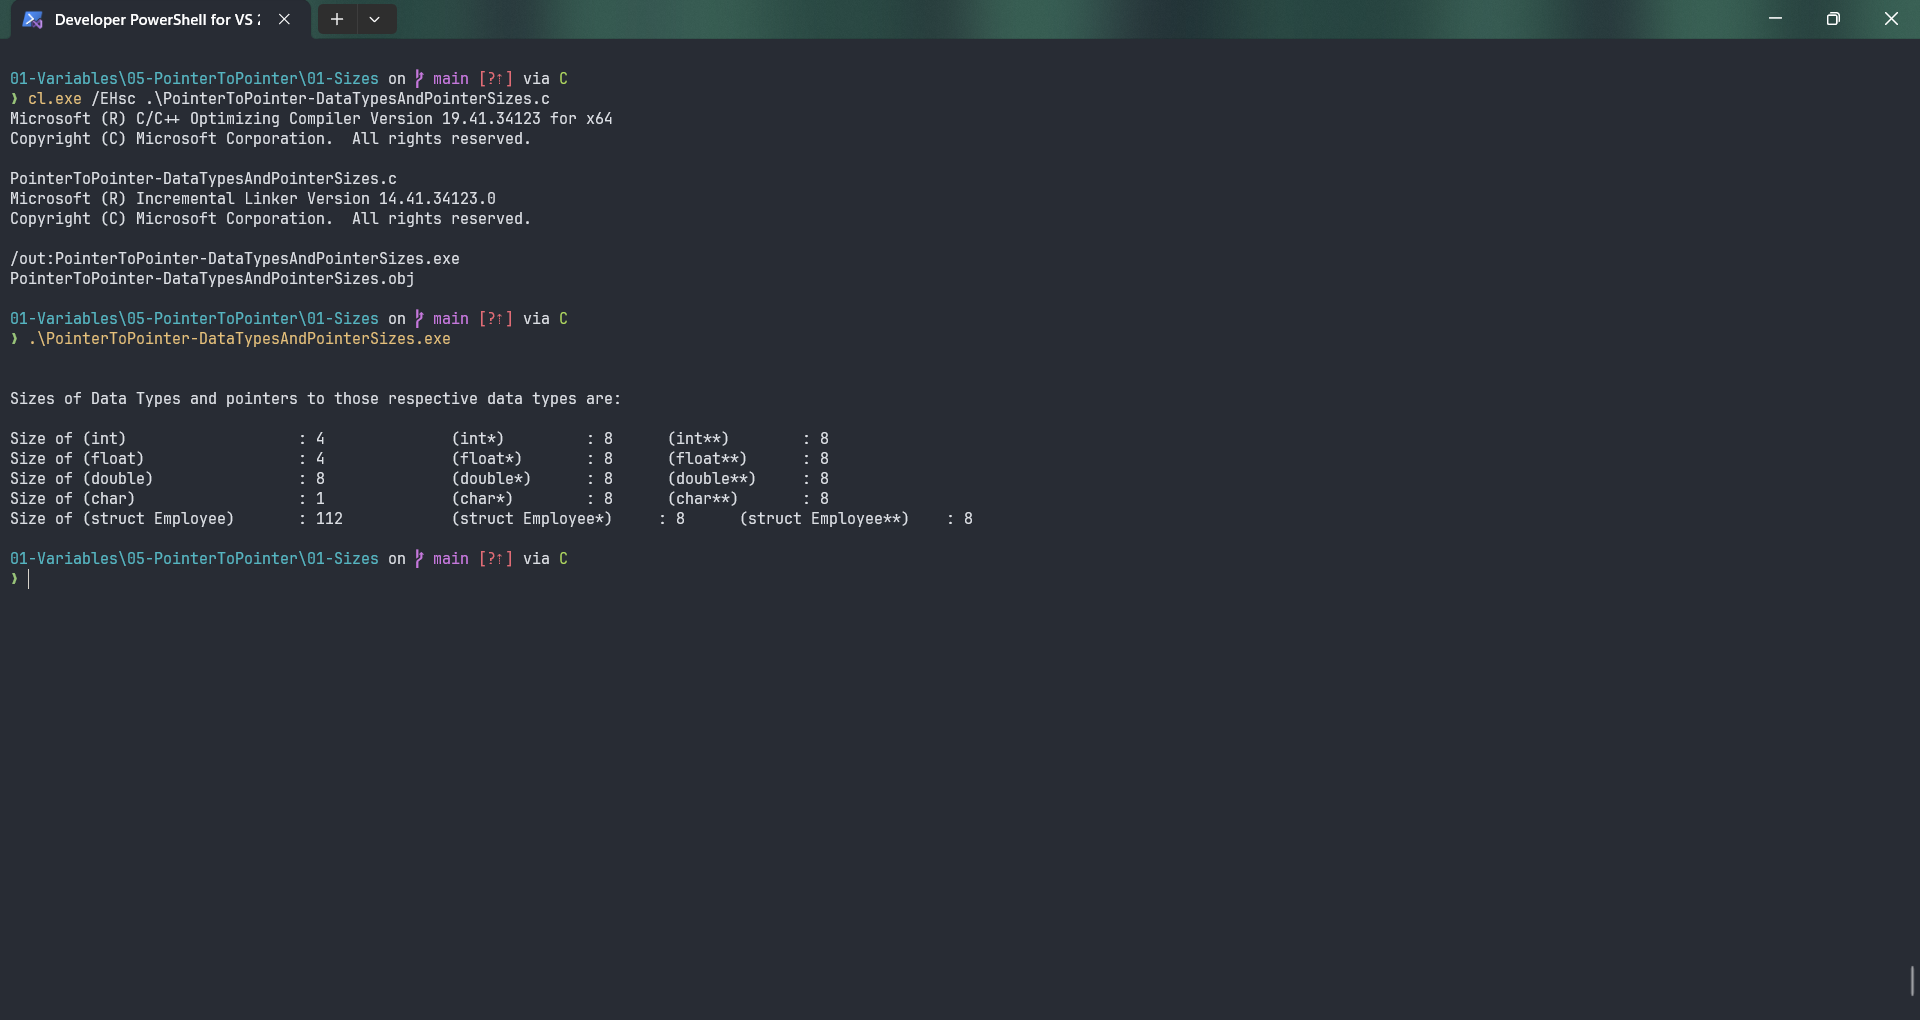 Developer PowerShell for VS 2
01-Variables\05-PointerToPointer\01-Sizes on main [?↑] via C
❯ cl.exe /EHsc .\PointerToPointer-DataTypesAndPointerSizes.c
Microsoft (R) C/C++ Optimizing Compiler Version 19.41.34123 for x64
Copyright (C) Microsoft Corporation.  All rights reserved.
PointerToPointer-DataTypesAndPointerSizes.c
Microsoft (R) Incremental Linker Version 14.41.34123.0
Copyright (C) Microsoft Corporation.  All rights reserved.
/out:PointerToPointer-DataTypesAndPointerSizes.exe
PointerToPointer-DataTypesAndPointerSizes.obj
01-Variables\05-PointerToPointer\01-Sizes on main [?↑] via C
❯ .\PointerToPointer-DataTypesAndPointerSizes.exe
Sizes of Data Types and pointers to those respective data types are:
Size of (int) : 4 (int*) : 8 (int**) : 8
Size of (float) : 4 (float*) : 8 (float**) : 8
Size of (double) : 8 (double*) : 8 (double**) : 8
Size of (char) : 1 (char*) : 8 (char**) : 8
Size of (struct Employee) : 112 (struct Employee*) : 8 (struct Employee**) : 8
01-Variables\05-PointerToPointer\01-Sizes on main [?↑] via C
❯